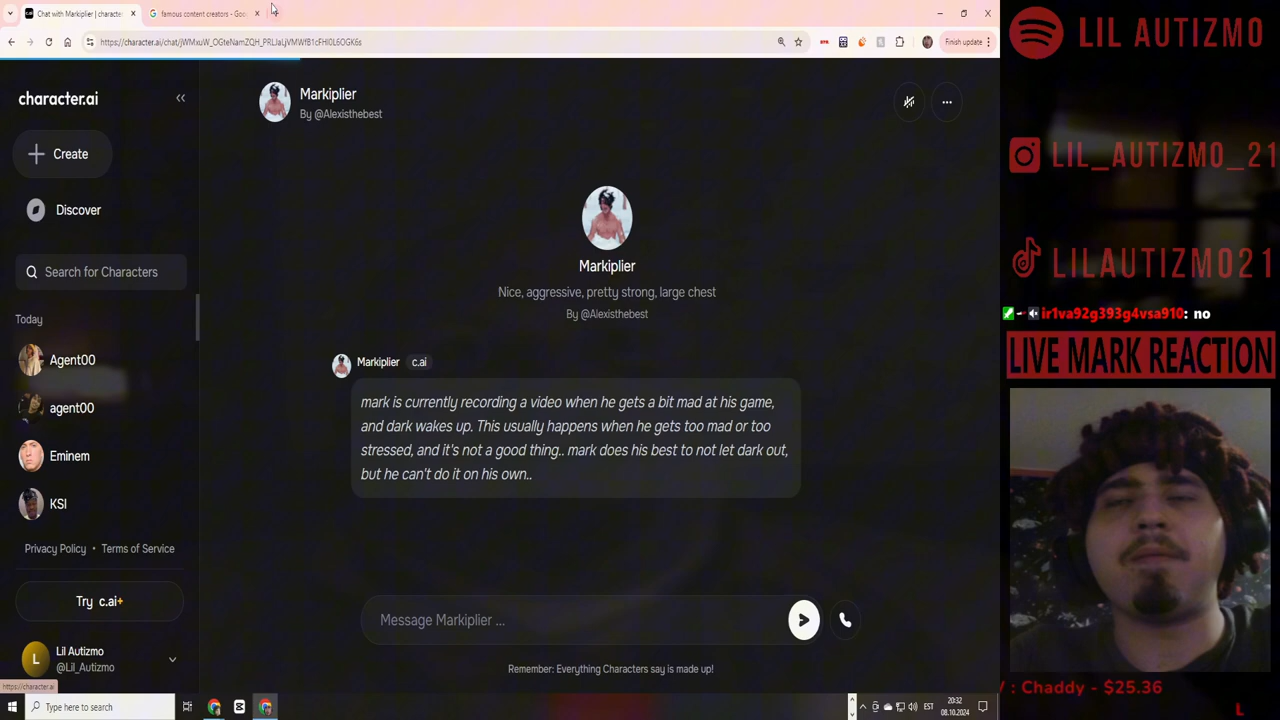 Chat with Markiplier | character
famous content creators - Goo
https://character.ai/chat/
Finish update
character.ai
Create
Discover
Search for Characters
Today
Agent00
agent00
Eminem
KSI
Privacy Policy • Terms of Service
Try c.ai+
L
Lil Autizmo
@Lil_Autizmo
https://character.ai
Markiplier
By @Alexisthebest
Markiplier
Nice, aggressive, pretty strong, large chest
By @Alexisthebest
Markiplier c.ai
mark is currently recording a video when he gets a bit mad at his game,
and dark wakes up. This usually happens when he gets too mad or too
stressed, and it's not a good thing.. mark does his best to not let dark out,
but he can't do it on his own..
Message Markiplier ...
Remember: Everything Characters say is made up!
LIL AUTIZMO
LIL_AUTIZMO_21
LILAUTIZMO21
ir1va92g393g4vsa910: no
LIVE MARK REACTION
: Chaddy - $25.36
L
Type here to search
EST
20:32
08.10.2024